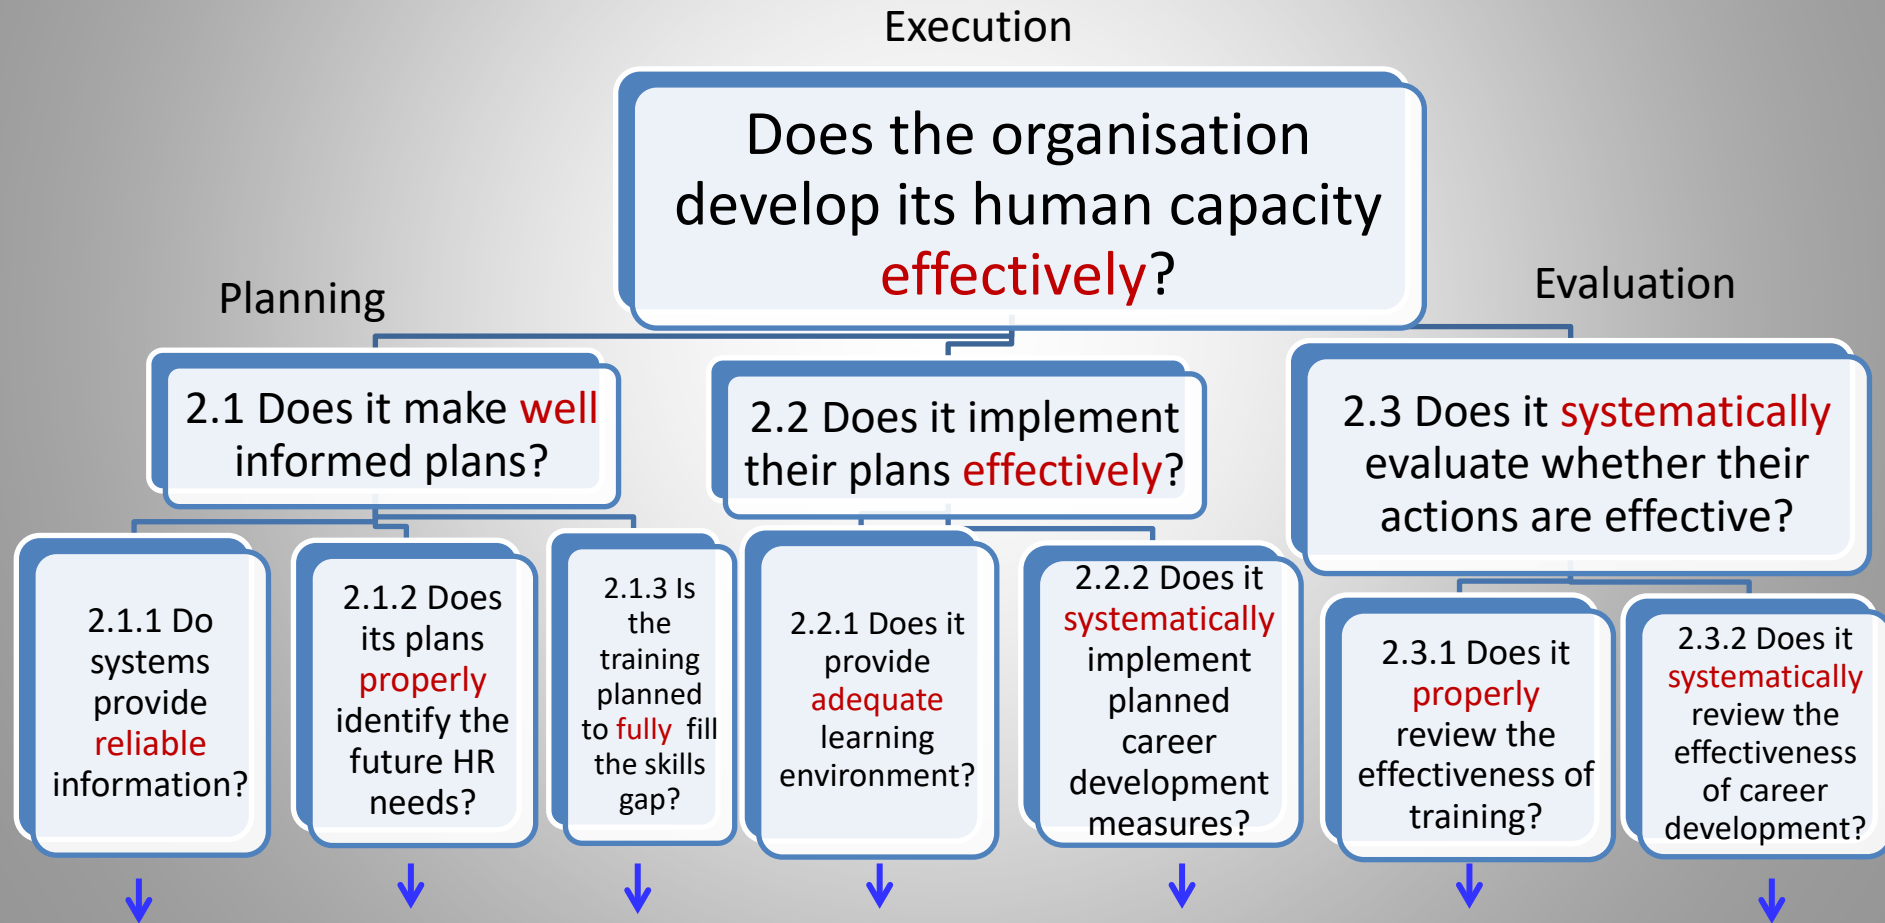 Execution
Does the organisation
develop its human capacity
effectively?
Planning
Evaluation
2.1 Does it make well
informed plans?
2.2 Does it implement
their plans effectively?
2.3 Does it systematically
evaluate whether their
actions are effective?
2.1.1 Do
systems
provide
reliable
information?
2.1.2 Does
its plans
properly
identify the
future HR
needs?
2.1.3 Is
the
training
planned
to fully fill
the skills
gap?
2.2.1 Does it
provide
adequate
learning
environment?
2.2.2 Does it
systematically
implement
planned
career
development
measures?
2.3.1 Does it
properly
review the
effectiveness of
training?
2.3.2 Does it
systematically
review the
effectiveness
of career
development?